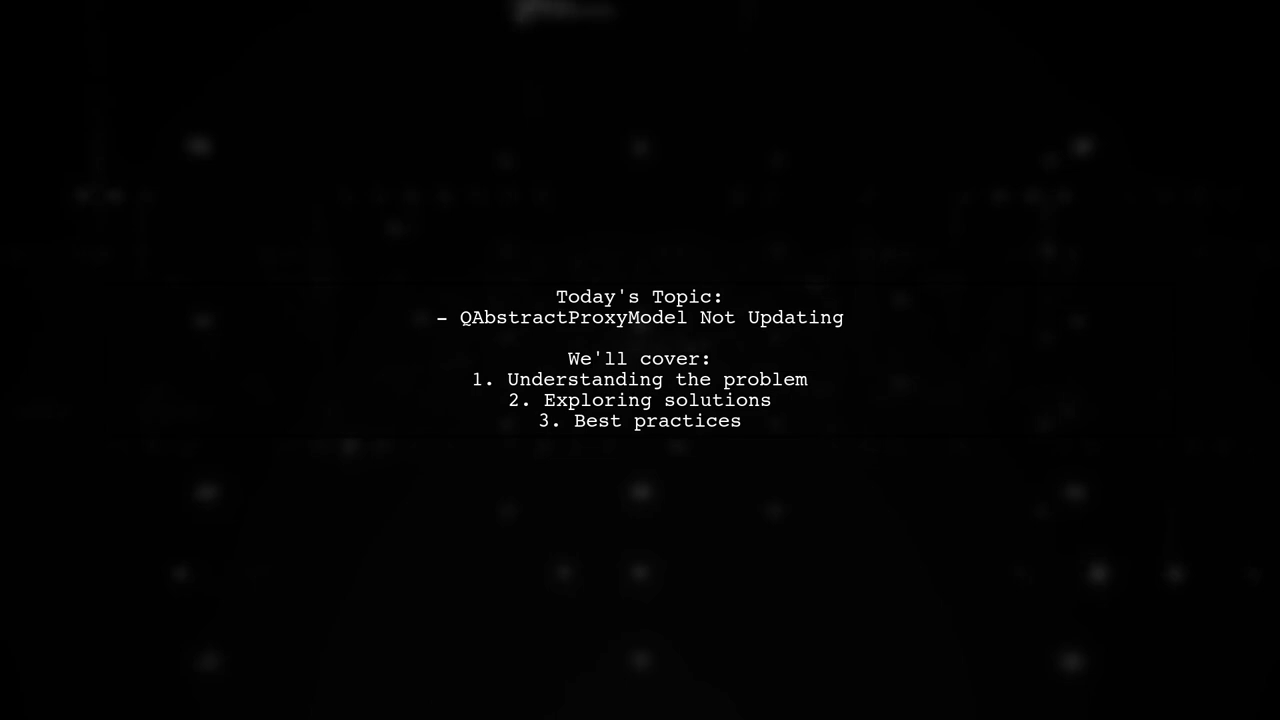 Today's Topic:
– QAbstractProxyModel Not Updating
We'll cover:
1. Understanding the problem
2. Exploring solutions
3. Best practices